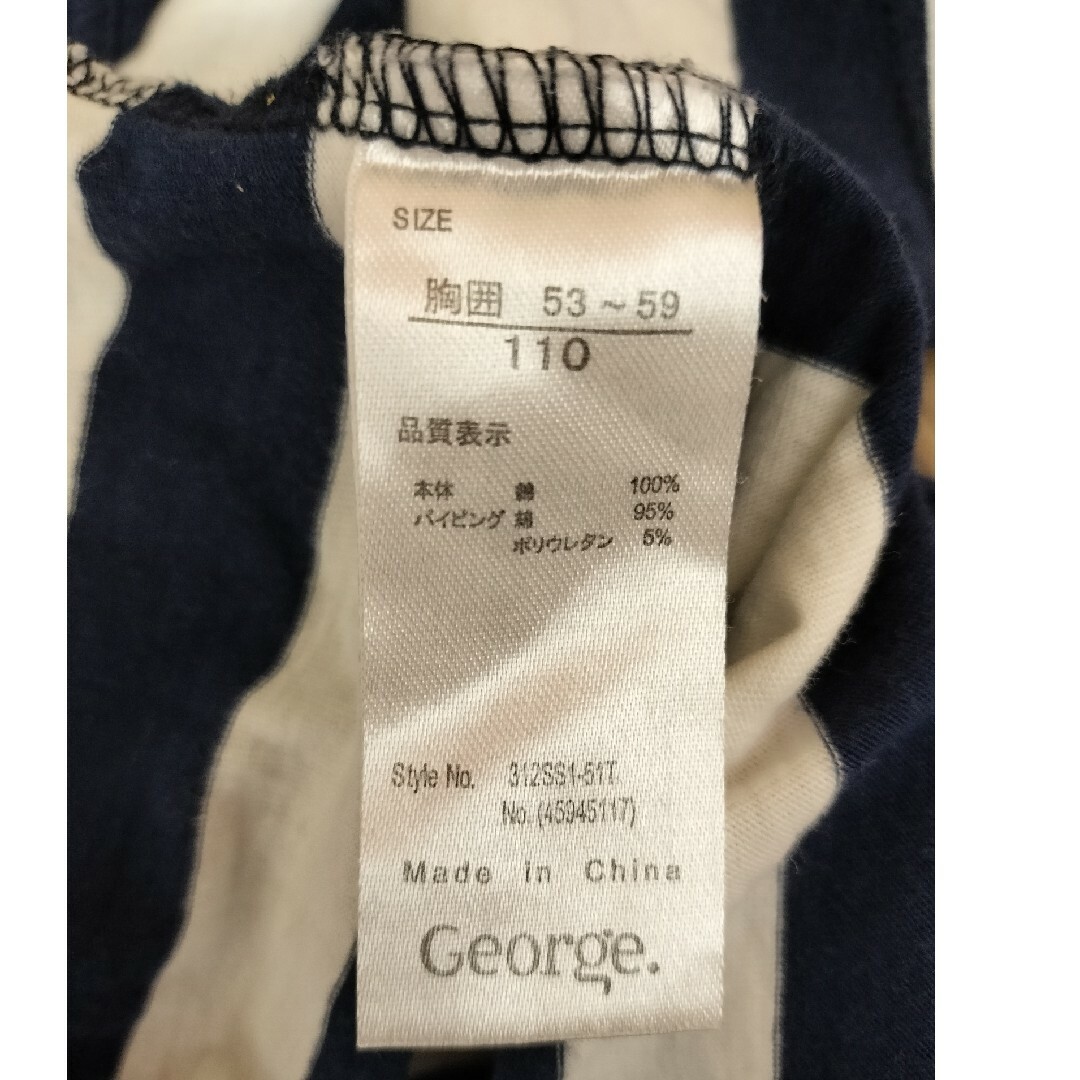 SIZE
胸囲 53~59
110
品質表示
本体 綿 100%
パイピング 綿 95%
ポリウレタン 5%
Style No. 312SS1-51T.
No. (45945117)
Made in China
George.